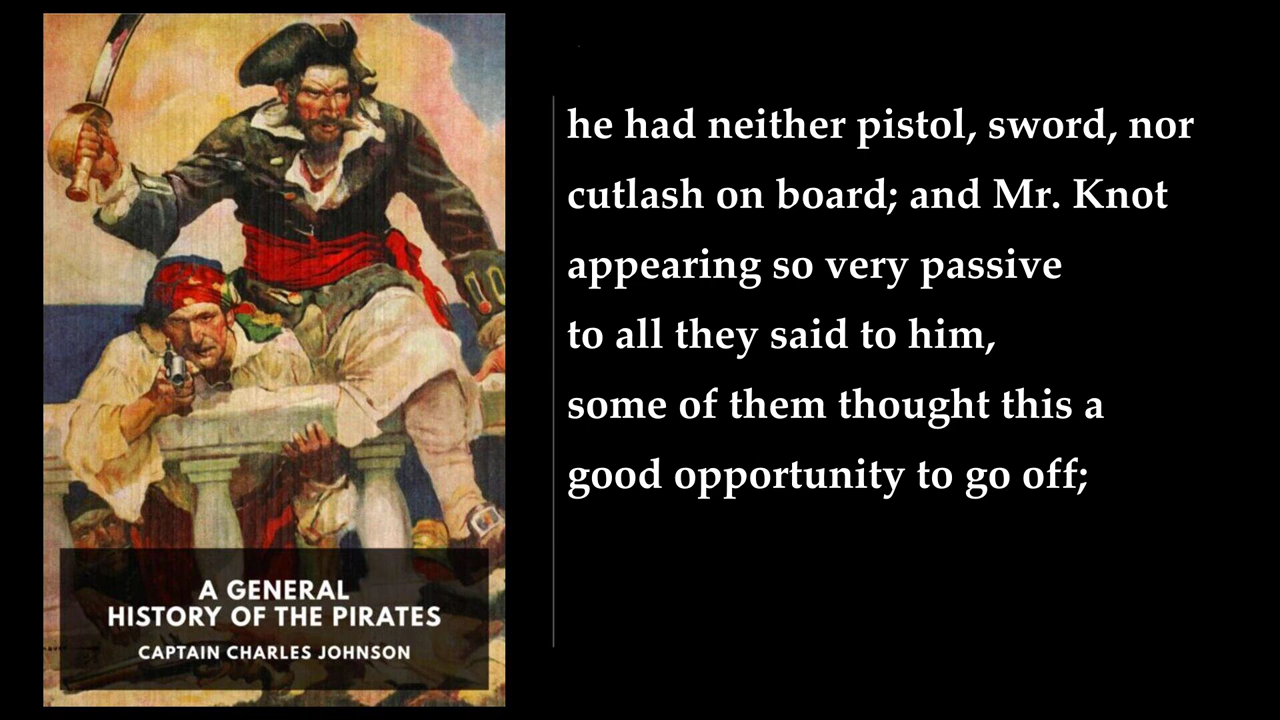 he had neither pistol, sword, nor
cutlash on board; and Mr. Knot
appearing so very passive
to all they said to him,
some of them thought this a
good opportunity to go off;
A GENERAL
HISTORY OF THE PIRATES
CAPTAIN CHARLES JOHNSON